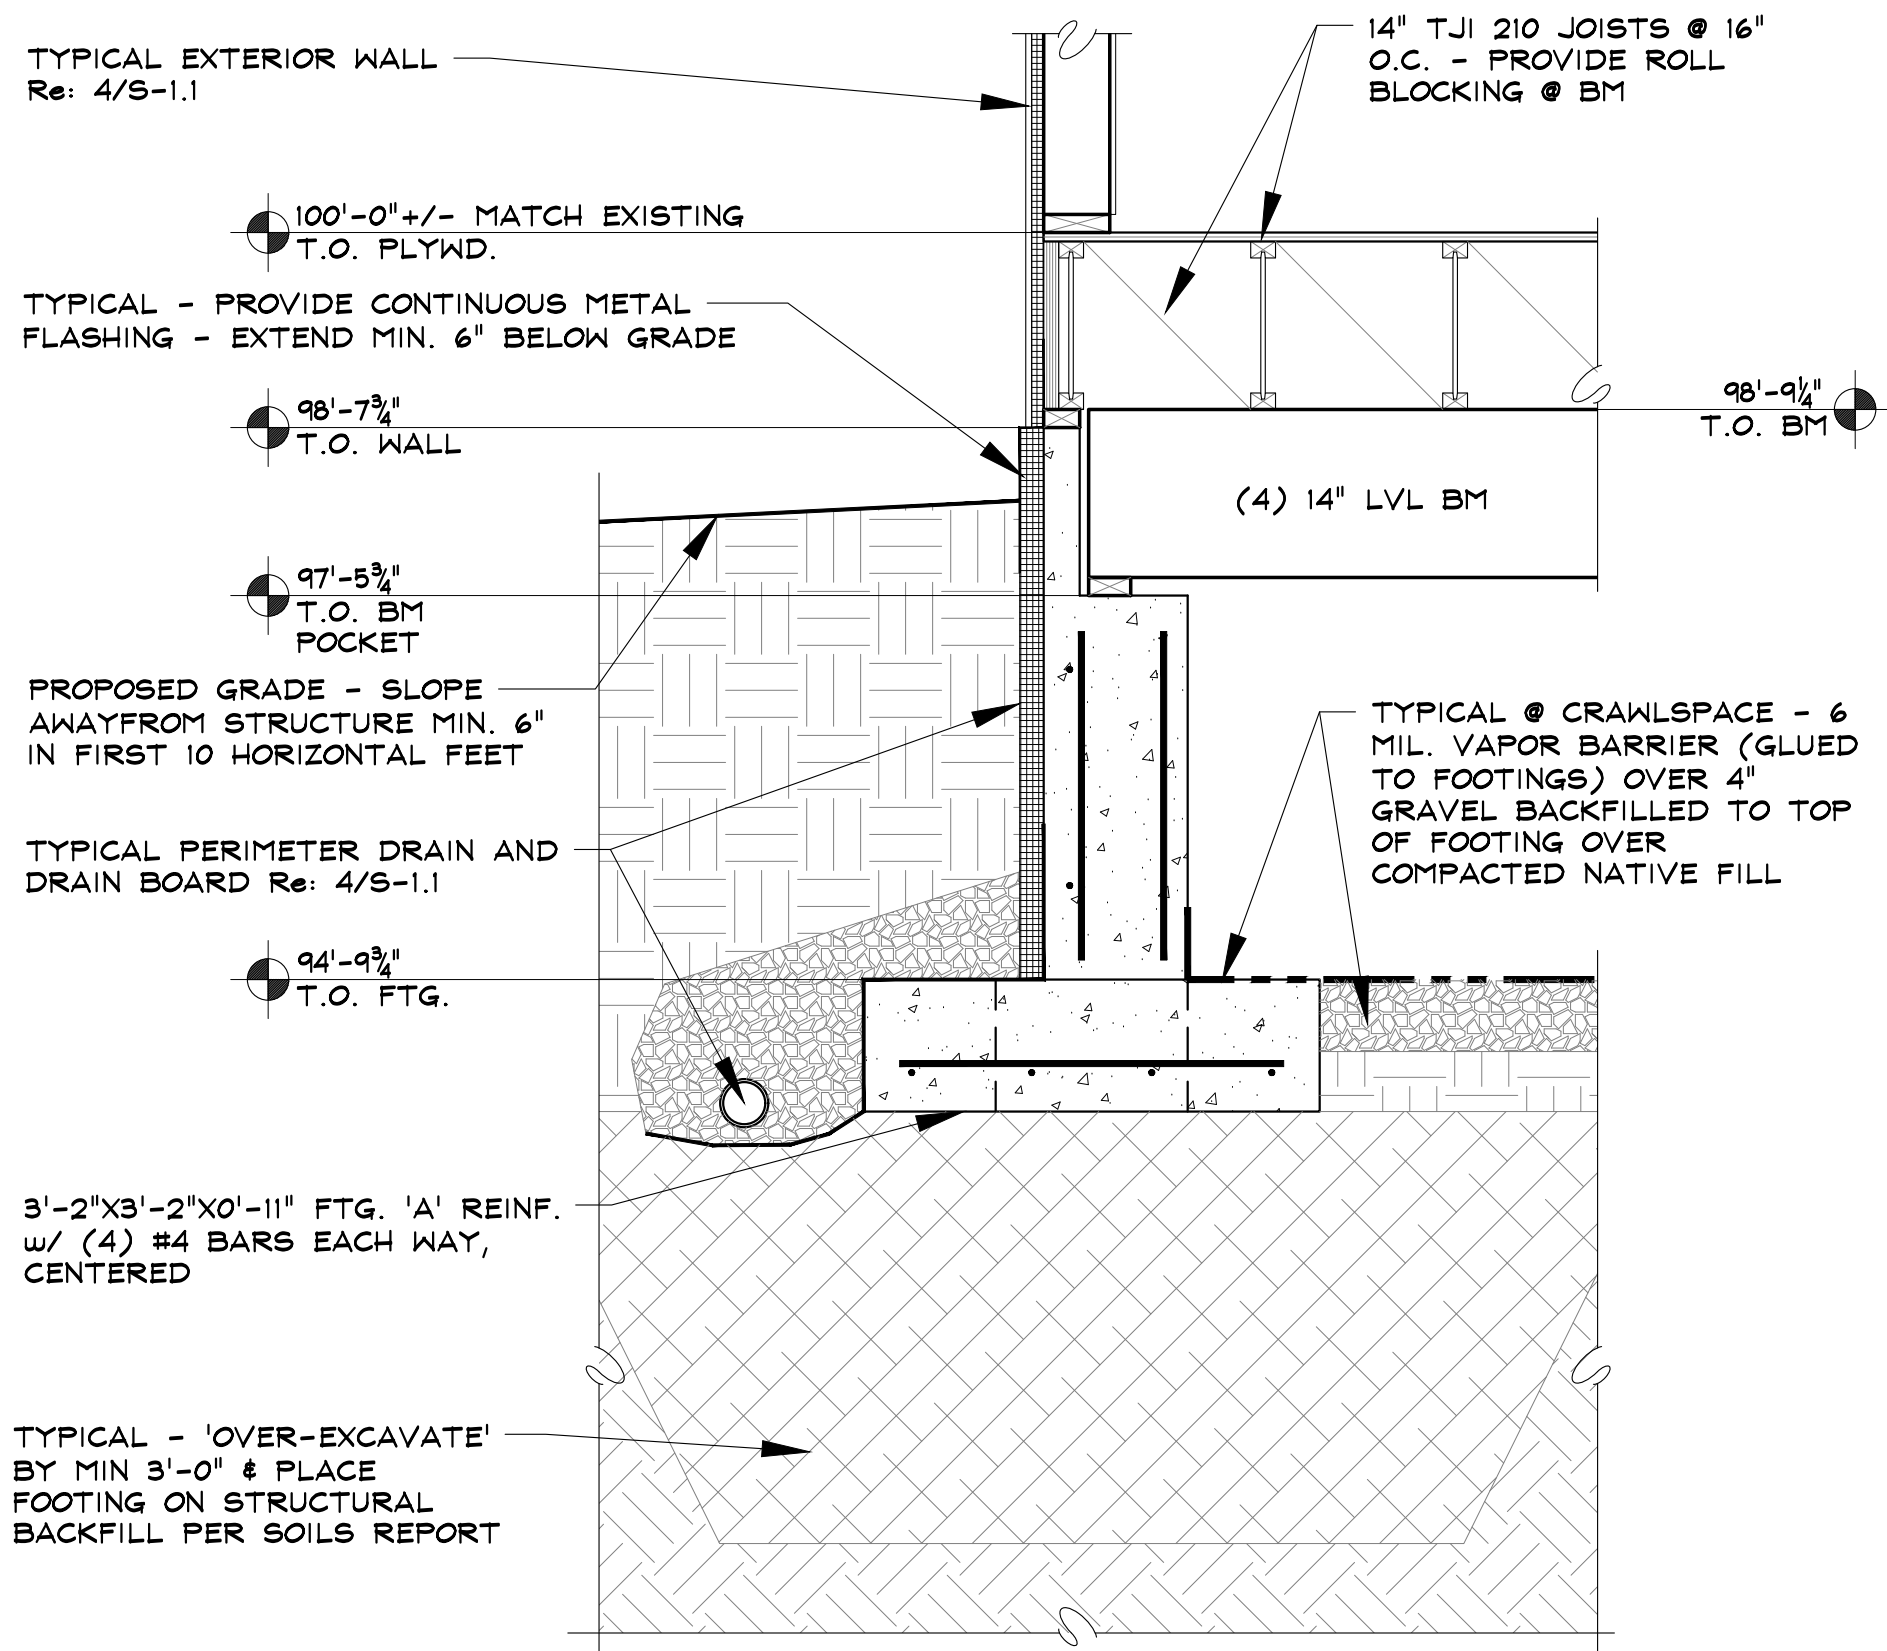 TYPICAL EXTERIOR WALL
Re: 4/S-1.1
14" TJI 210 JOISTS @ 16"
O.C. - PROVIDE ROLL
BLOCKING @ BM
100'-0"+/- MATCH EXISTING
T.O. PLYWD.
TYPICAL - PROVIDE CONTINUOUS METAL
FLASHING - EXTEND MIN. 6" BELOW GRADE
98'-7¾"
T.O. WALL
98'-9¼"
T.O. BM
(4) 14" LVL BM
97'-5¾"
T.O. BM
POCKET
PROPOSED GRADE - SLOPE
AWAYFROM STRUCTURE MIN. 6"
IN FIRST 10 HORIZONTAL FEET
TYPICAL @ CRAWLSPACE - 6
MIL. VAPOR BARRIER (GLUED
TO FOOTINGS) OVER 4"
GRAVEL BACKFILLED TO TOP
OF FOOTING OVER
COMPACTED NATIVE FILL
TYPICAL PERIMETER DRAIN AND
DRAIN BOARD Re: 4/S-1.1
94'-9¾"
T.O. FTG.
3'-2"X3'-2"X0'-11" FTG. 'A' REINF.
w/ (4) #4 BARS EACH WAY,
CENTERED
TYPICAL - 'OVER-EXCAVATE'
BY MIN 3'-0" & PLACE
FOOTING ON STRUCTURAL
BACKFILL PER SOILS REPORT